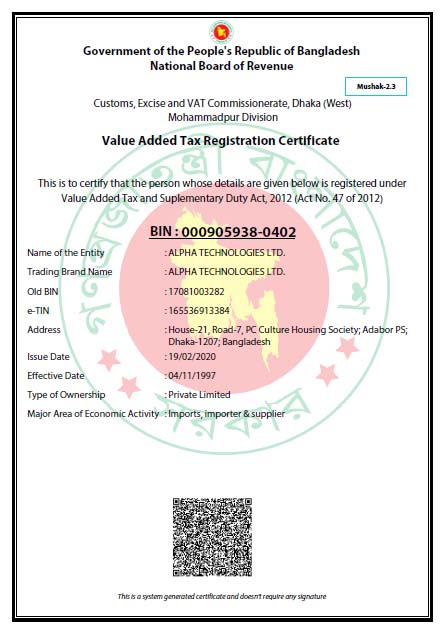 Government of the People's Republic of Bangladesh
National Board of Revenue
Mushak-2.3
Customs, Excise and VAT Commissionerate, Dhaka (West)
Mohammadpur Division
Value Added Tax Registration Certificate
This is to certify that the person whose details are given below is registered under
Value Added Tax and Suplementary Duty Act, 2012 (Act No. 47 of 2012)
BIN : 000905938-0402
Name of the Entity : ALPHA TECHNOLOGIES LTD.
Trading Brand Name : ALPHA TECHNOLOGIES LTD.
Old BIN : 17081003282
e-TIN : 165536913384
Address : House-21, Road-7, PC Culture Housing Society; Adabor PS;
Dhaka-1207; Bangladesh
Issue Date : 19/02/2020
Effective Date : 04/11/1997
Type of Ownership : Private Limited
Major Area of Economic Activity : Imports, importer & supplier
This is a system generated certificate and doesn't require any signature
গণপ্রজাতন্ত্রী বাংলাদেশ
সরকার